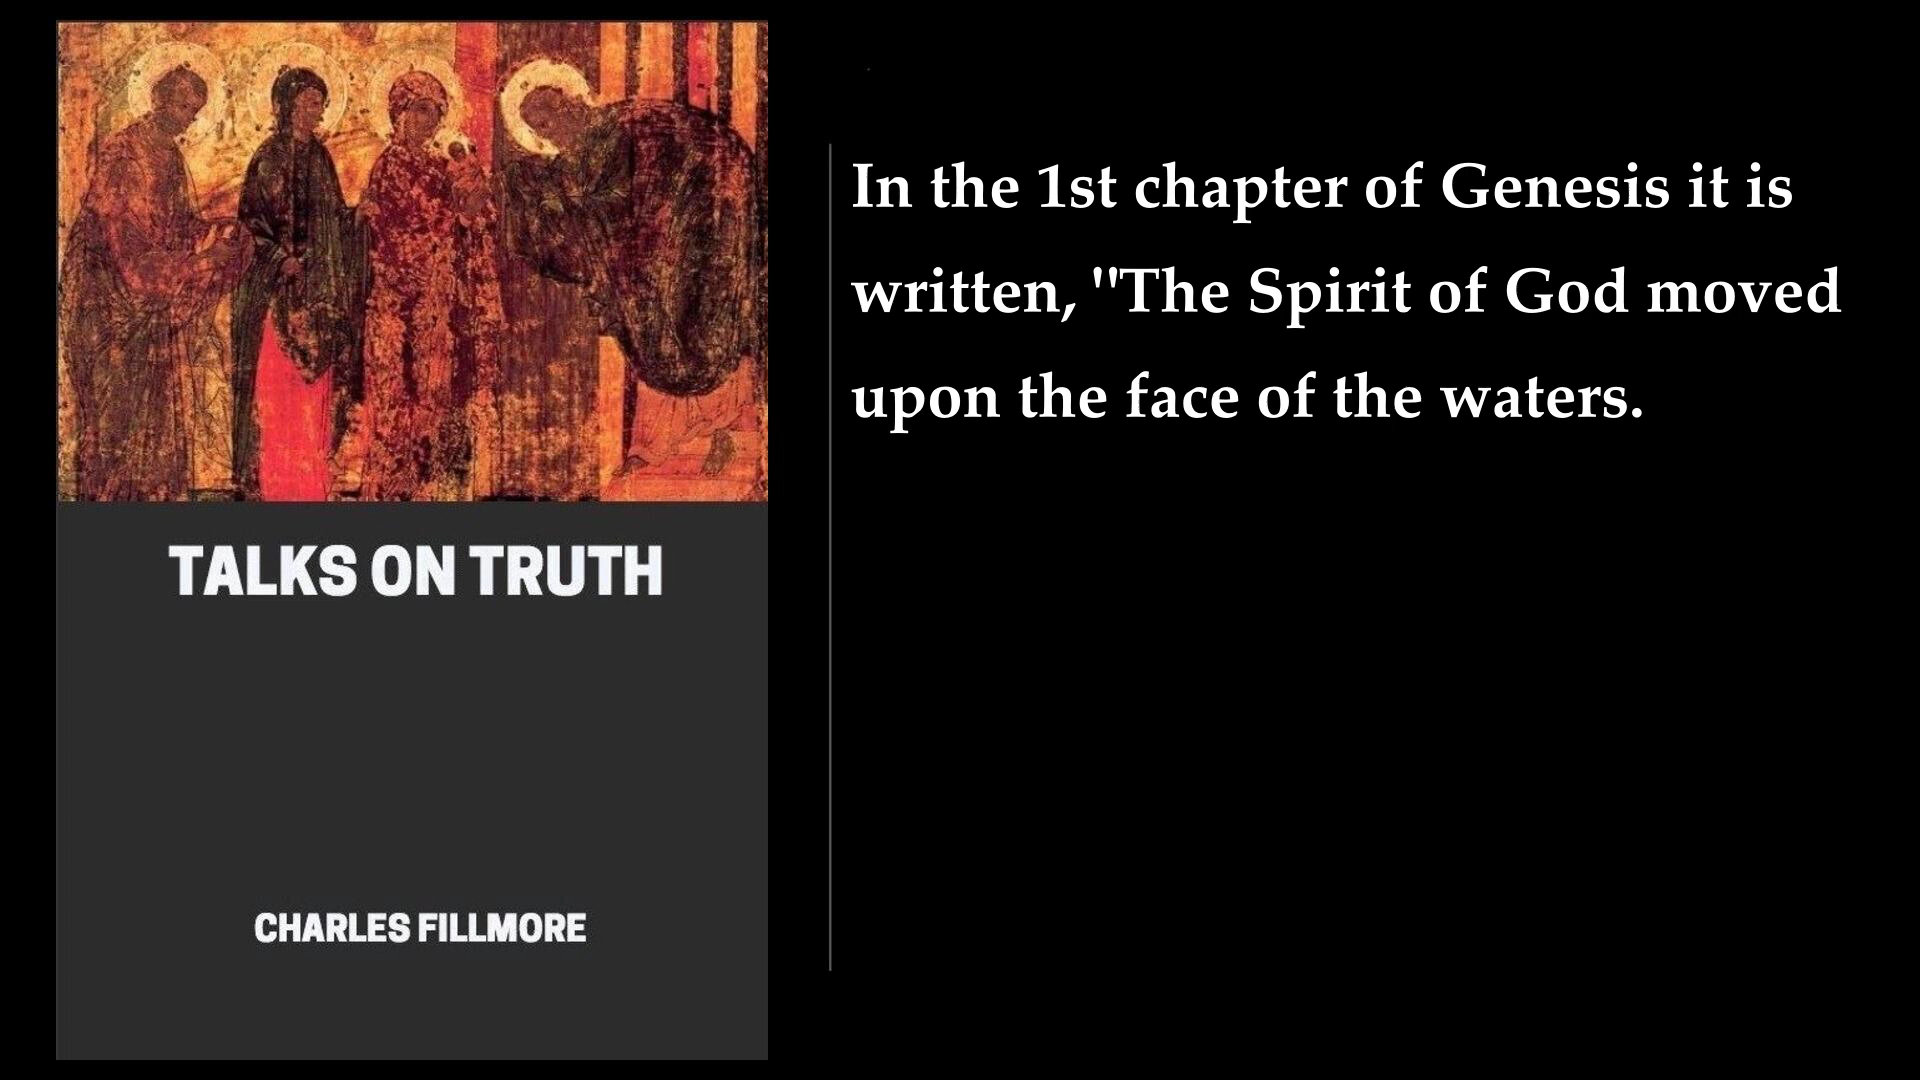 TALKS ON TRUTH
CHARLES FILLMORE
In the 1st chapter of Genesis it is
written, "The Spirit of God moved
upon the face of the waters.